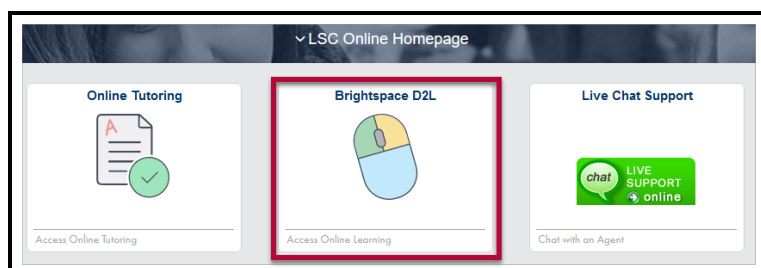 LSC Online Homepage
Online Tutoring
A
Access Online Tutoring
Brightspace D2L
Access Online Learning
Live Chat Support
chat
LIVE
SUPPORT
online
Chat with an Agent